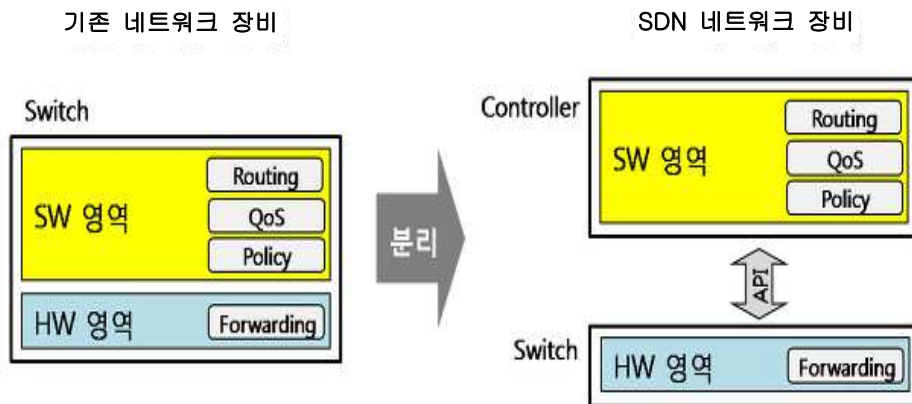 기존 네트워크 장비
SDN 네트워크 장비
Switch
SW 영역
Routing
QoS
Policy
HW 영역
Forwarding
분리
Controller
SW 영역
Routing
QoS
Policy
API
Switch
HW 영역
Forwarding